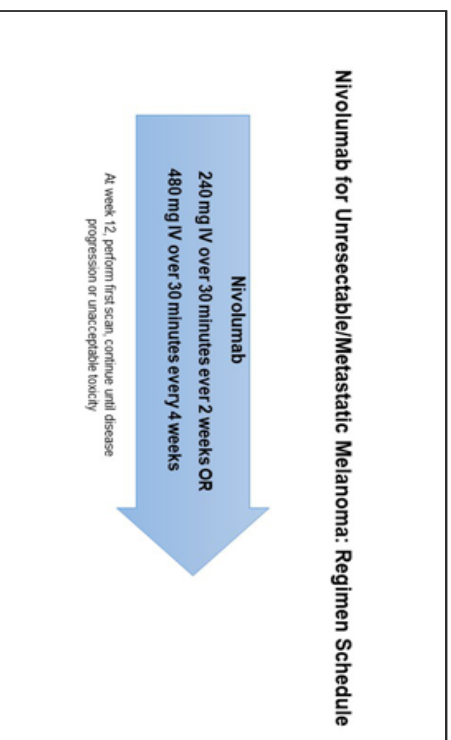 Nivolumab for Unresectable/Metastatic Melanoma: Regimen Schedule
Nivolumab
240 mg IV over 30 minutes ever 2 weeks OR
480 mg IV over 30 minutes every 4 weeks
At week 12, perform first scan, continue until disease
progression or unacceptable toxicity